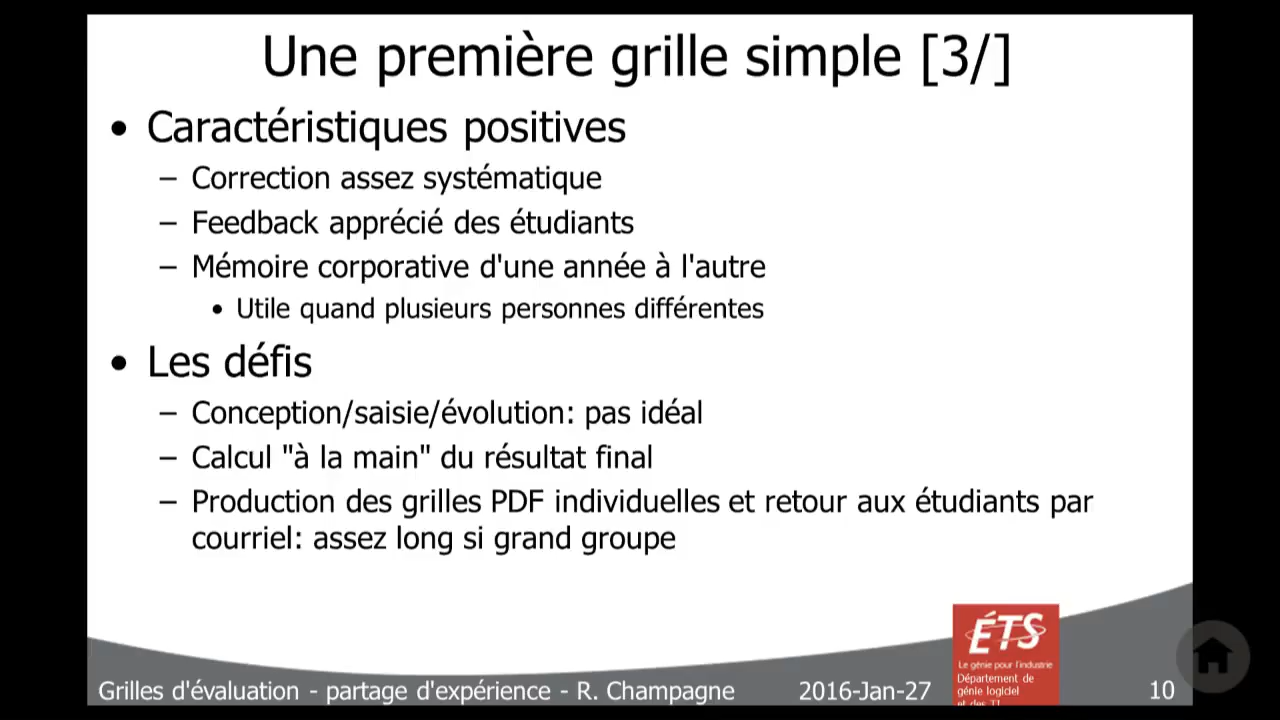 Une première grille simple [3/]
• Caractéristiques positives
– Correction assez systématique
– Feedback apprécié des étudiants
– Mémoire corporative d'une année à l'autre
• Utile quand plusieurs personnes différentes
• Les défis
– Conception/saisie/évolution: pas idéal
– Calcul "à la main" du résultat final
– Production des grilles PDF individuelles et retour aux étudiants par
courriel: assez long si grand groupe
ÉTS
Le génie pour l'industrie
Département de
génie logiciel
et des TI
Grilles d'évaluation - partage d'expérience - R. Champagne
2016-Jan-27
10